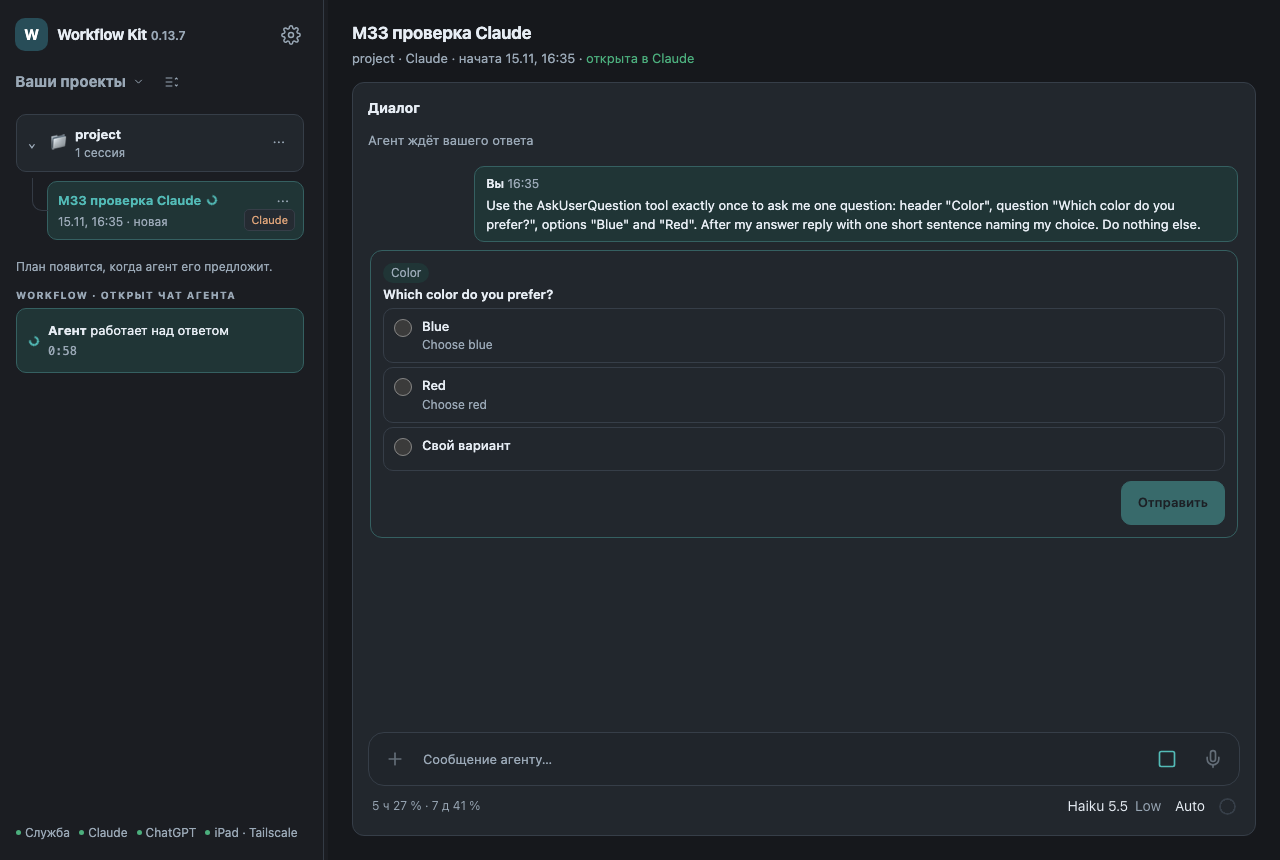 W Workflow Kit 0.13.7
Ваши проекты
project
1 сессия
МЗЗ проверка Claude
15.11, 16:35 · новая
Claude
План появится, когда агент его предложит.
WORKFLOW · ОТКРЫТ ЧАТ АГЕНТА
Агент работает над ответом
0:58
Служба Claude ChatGPT iPad · Tailscale
МЗЗ проверка Claude
project · Claude · начата 15.11, 16:35 · открыта в Claude
Диалог
Агент ждёт вашего ответа
Вы 16:35
Use the AskUserQuestion tool exactly once to ask me one question: header "Color", question "Which color do you
prefer?", options "Blue" and "Red". After my answer reply with one short sentence naming my choice. Do nothing else.
Color
Which color do you prefer?
Blue
Choose blue
Red
Choose red
Свой вариант
Отправить
Сообщение агенту...
5 ч 27 % · 7 д 41 %
Haiku 5.5 Low Auto